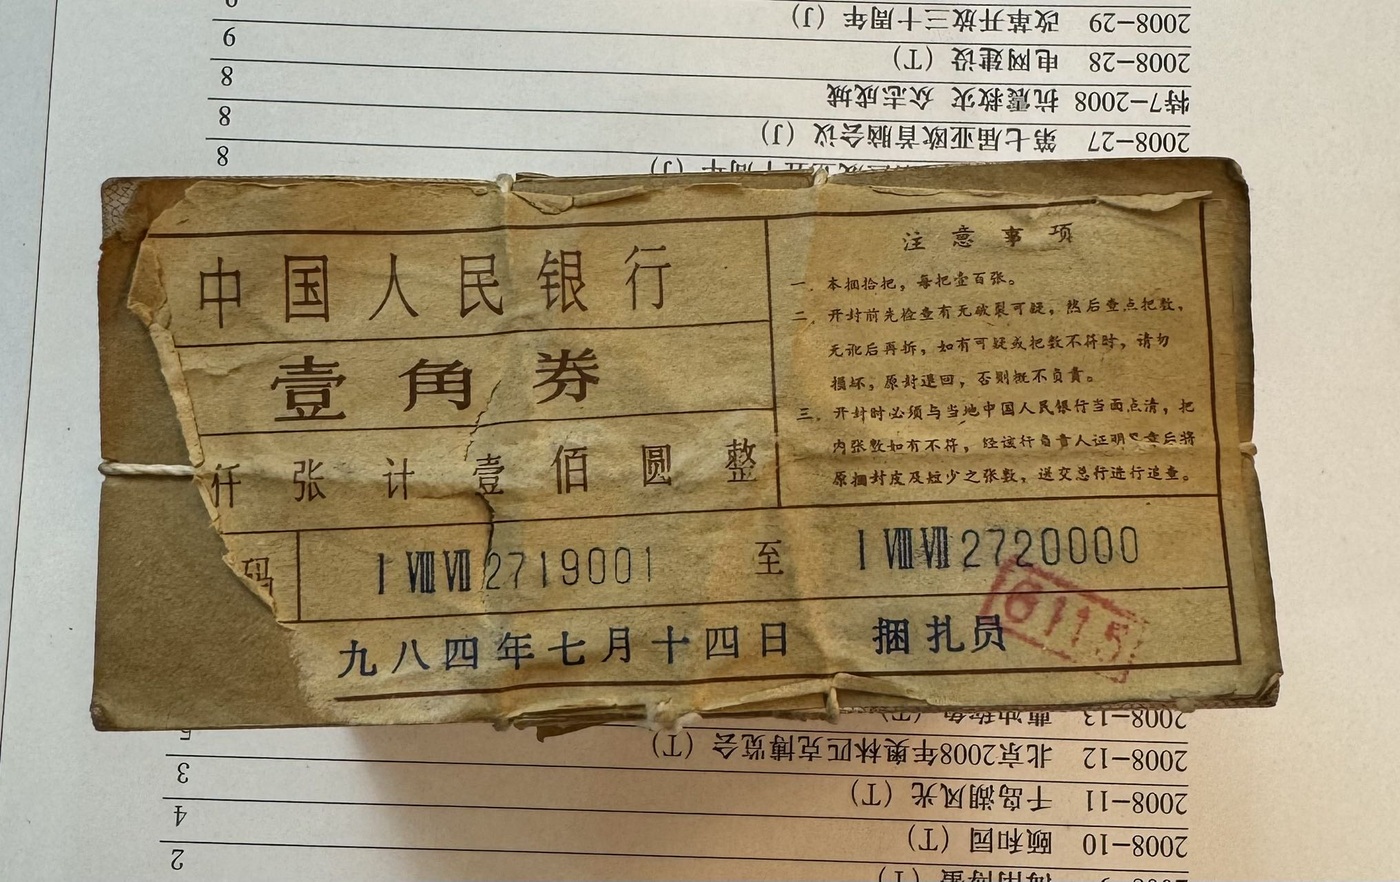 2008-29 改革开放三十周年 (J)
2008-28 电网建设 (T) 9
特7-2008 抗震救灾 众志成城 8
2008-27 第七届亚欧首脑会议 (J) 8
8
中国人民银行
壹角券
仟张计壹佰圆整
注意事项
一. 本捆拾把，每把壹百张。
二. 开封前先检查有无破裂可疑，然后查点把数，
无讹后再拆，如有可疑或把数不符时，请勿
损坏，原封退回，否则概不负责。
三. 开封时必须与当地中国人民银行当面点清，把
内张数如有不符，经该行负责人证明盖章后将
原捆封皮及短少之张数，送交总行进行追查。
码 I Ⅷ Ⅶ 2719001 至 I Ⅷ Ⅶ 2720000
九八四年七月十四日 捆扎员 6115
2008-13 曹冲称象 (T) 5
2008-12 北京2008年奥林匹克博览会 (T) 3
2008-11 千岛湖风光 (T) 4
2008-10 颐和园 (T) 2